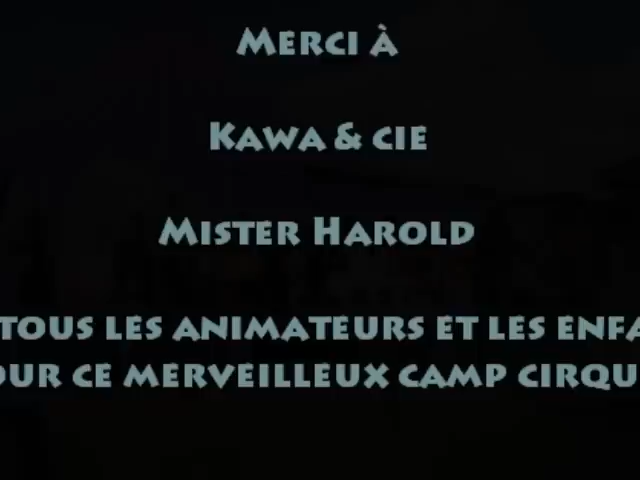 Merci à
Kawa & cie
Mister Harold
tous les animateurs et les enfa
our ce merveilleux camp cirqu